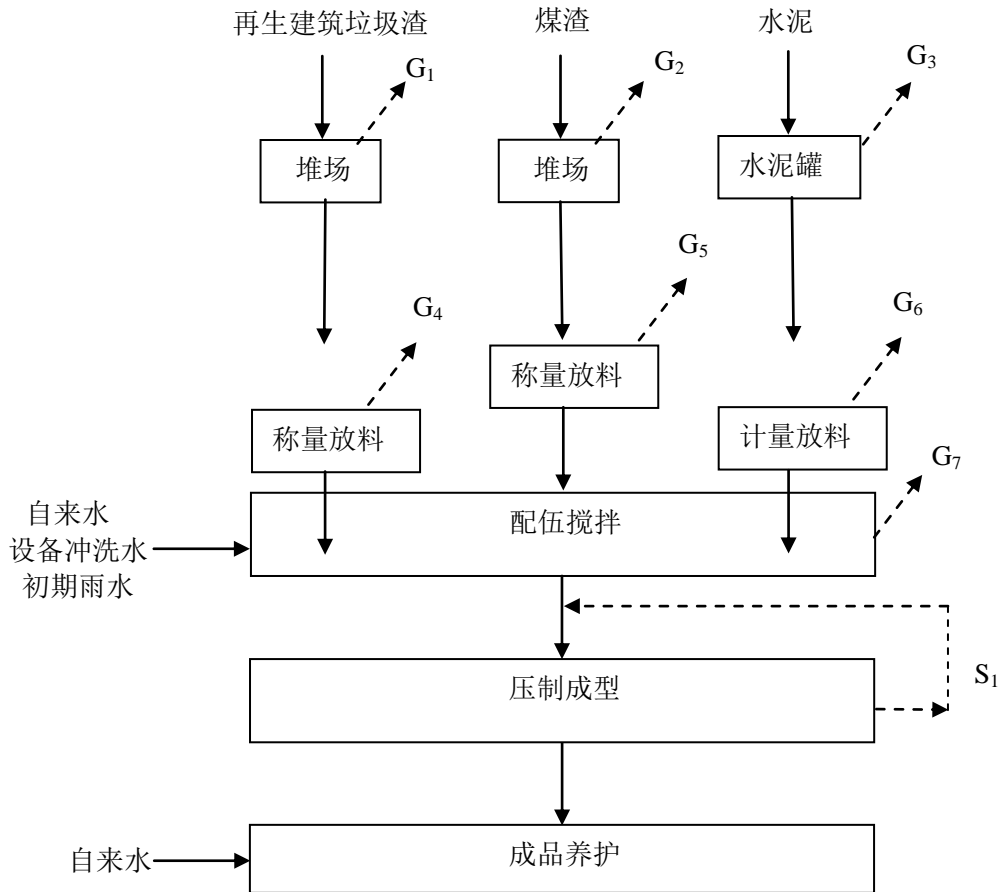 再生建筑垃圾渣
煤渣
水泥
G₁
G₂
G₃
堆场
堆场
水泥罐
G₅
G₄
G₆
称量放料
称量放料
计量放料
G₇
自来水
设备冲洗水
初期雨水
配伍搅拌
压制成型
S₁
自来水
成品养护